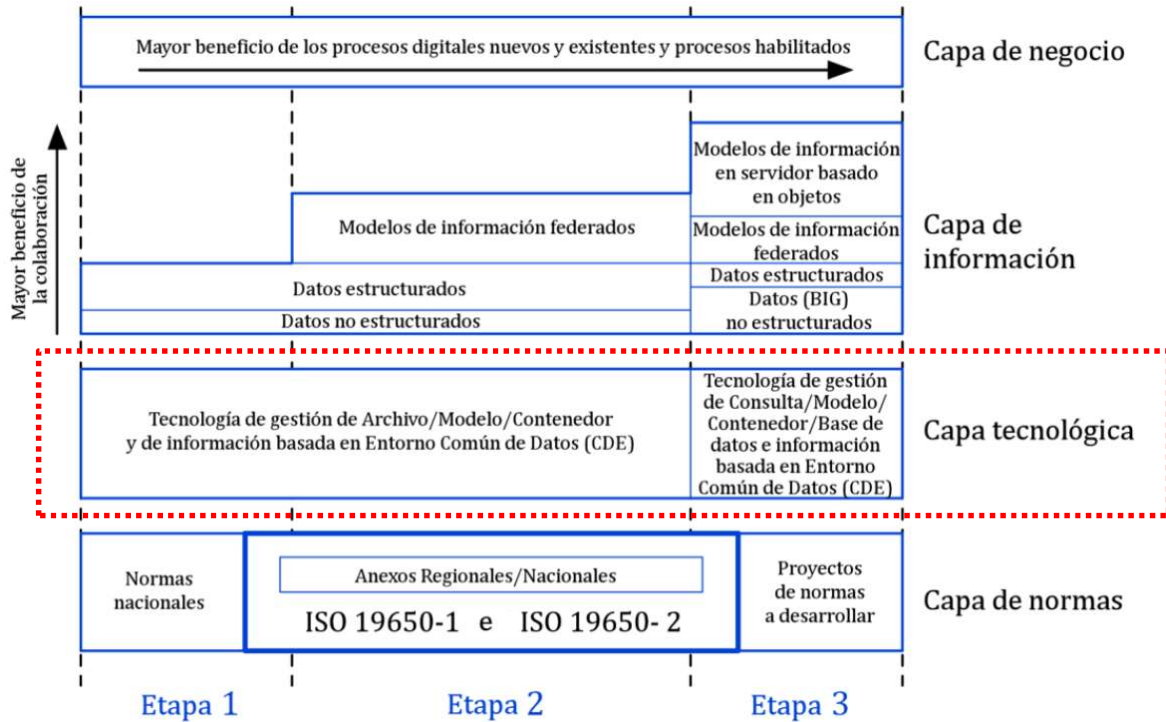 Mayor beneficio de los procesos digitales nuevos y existentes y procesos habilitados
Capa de negocio
Mayor beneficio de
la colaboración
Modelos de información
en servidor basado
en objetos
Modelos de información federados
Modelos de información
federados
Datos estructurados
Datos estructurados
Datos no estructurados
Datos (BIG)
no estructurados
Capa de
información
Tecnología de gestión de Archivo/Modelo/Contenedor
y de información basada en Entorno Común de Datos (CDE)
Tecnología de gestión
de Consulta/Modelo/
Contenedor/Base de
datos e información
basada en Entorno
Común de Datos (CDE)
Capa tecnológica
Normas
nacionales
Anexos Regionales/Nacionales
ISO 19650-1 e ISO 19650- 2
Proyectos
de normas
a desarrollar
Capa de normas
Etapa 1
Etapa 2
Etapa 3